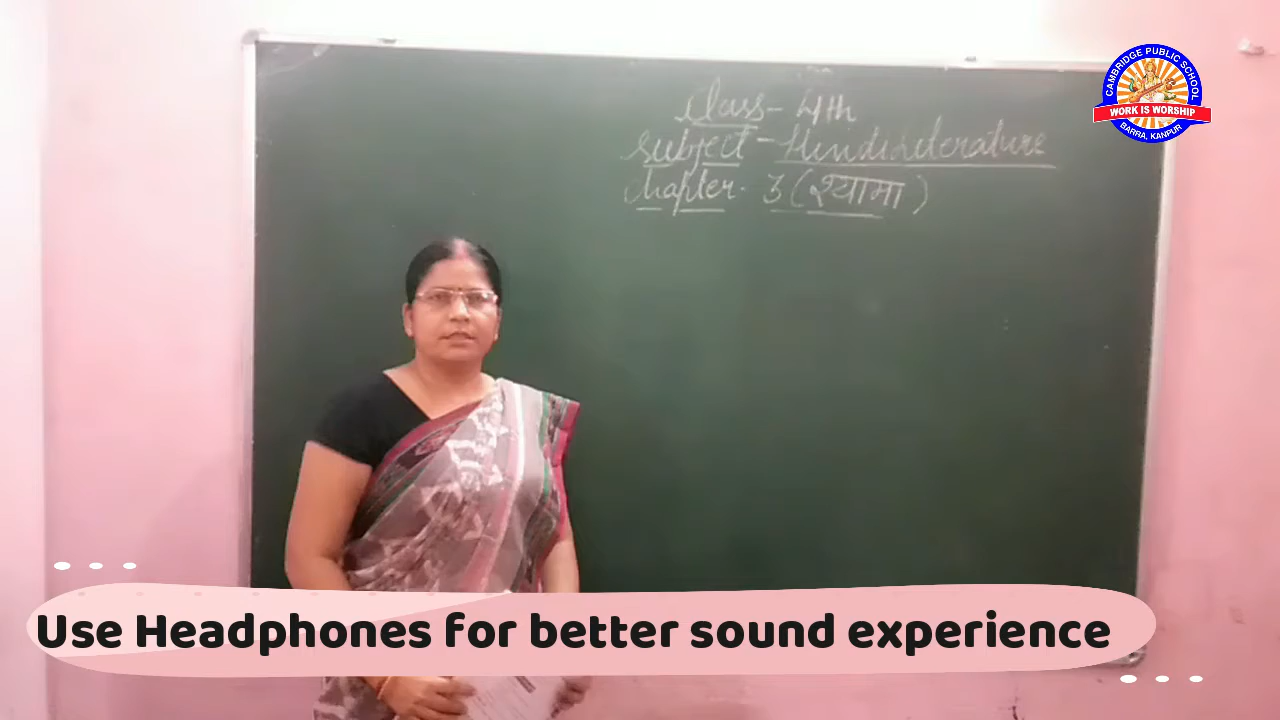 Class - 4th
Subject - Hindi Literature
Chapter - 3 (श्यामा)
CAMBRIDGE PUBLIC SCHOOL
WORK IS WORSHIP
BARRA, KANPUR
Use Headphones for better sound experience